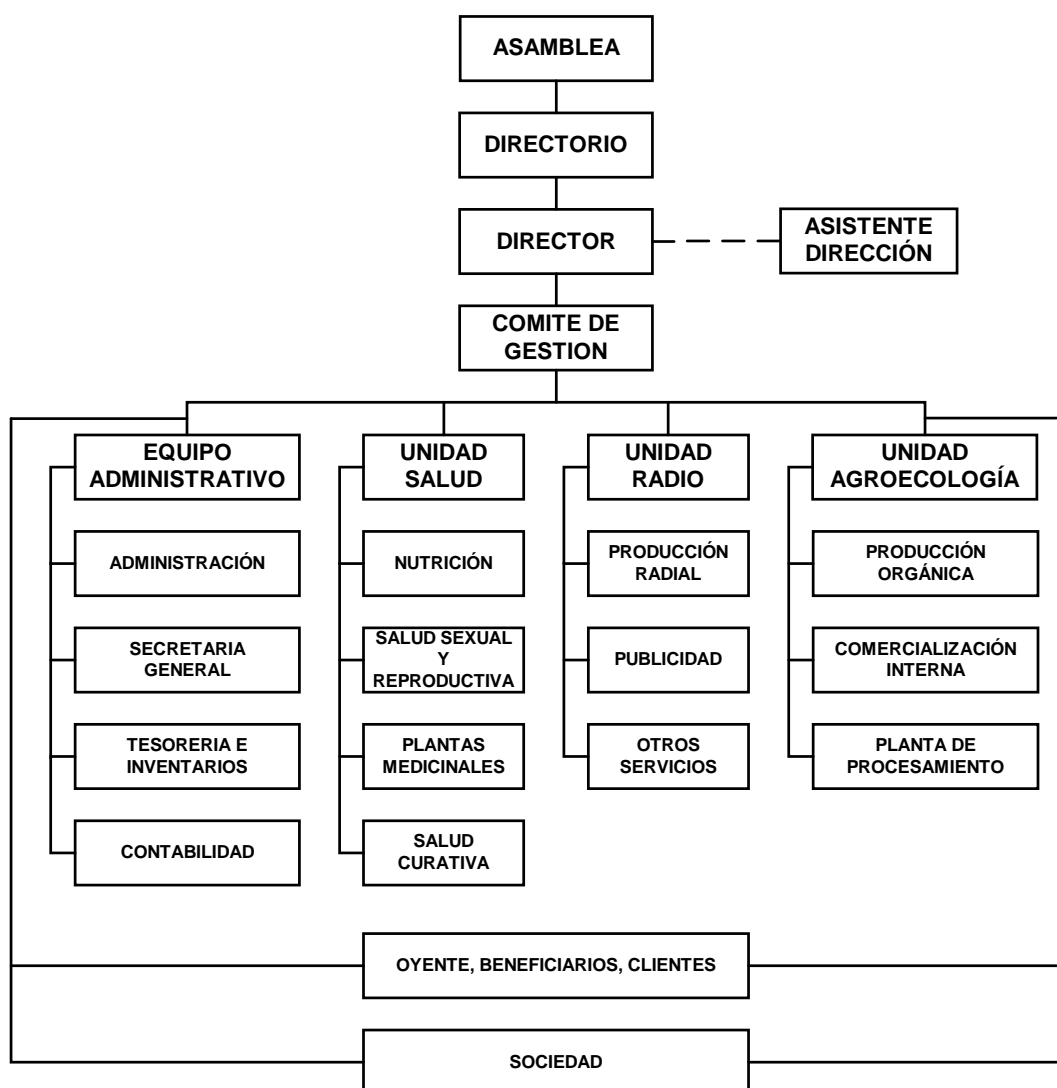 ASAMBLEA
DIRECTORIO
DIRECTOR
ASISTENTE
DIRECCIÓN
COMITE DE
GESTION
EQUIPO
ADMINISTRATIVO
UNIDAD
SALUD
UNIDAD
RADIO
UNIDAD
AGROECOLOGÍA
ADMINISTRACIÓN
NUTRICIÓN
PRODUCCIÓN
RADIAL
PRODUCCIÓN
ORGÁNICA
SECRETARIA
GENERAL
SALUD SEXUAL
Y
REPRODUCTIVA
PUBLICIDAD
COMERCIALIZACIÓN
INTERNA
TESORERIA E
INVENTARIOS
PLANTAS
MEDICINALES
OTROS
SERVICIOS
PLANTA DE
PROCESAMIENTO
CONTABILIDAD
SALUD
CURATIVA
OYENTE, BENEFICIARIOS, CLIENTES
SOCIEDAD